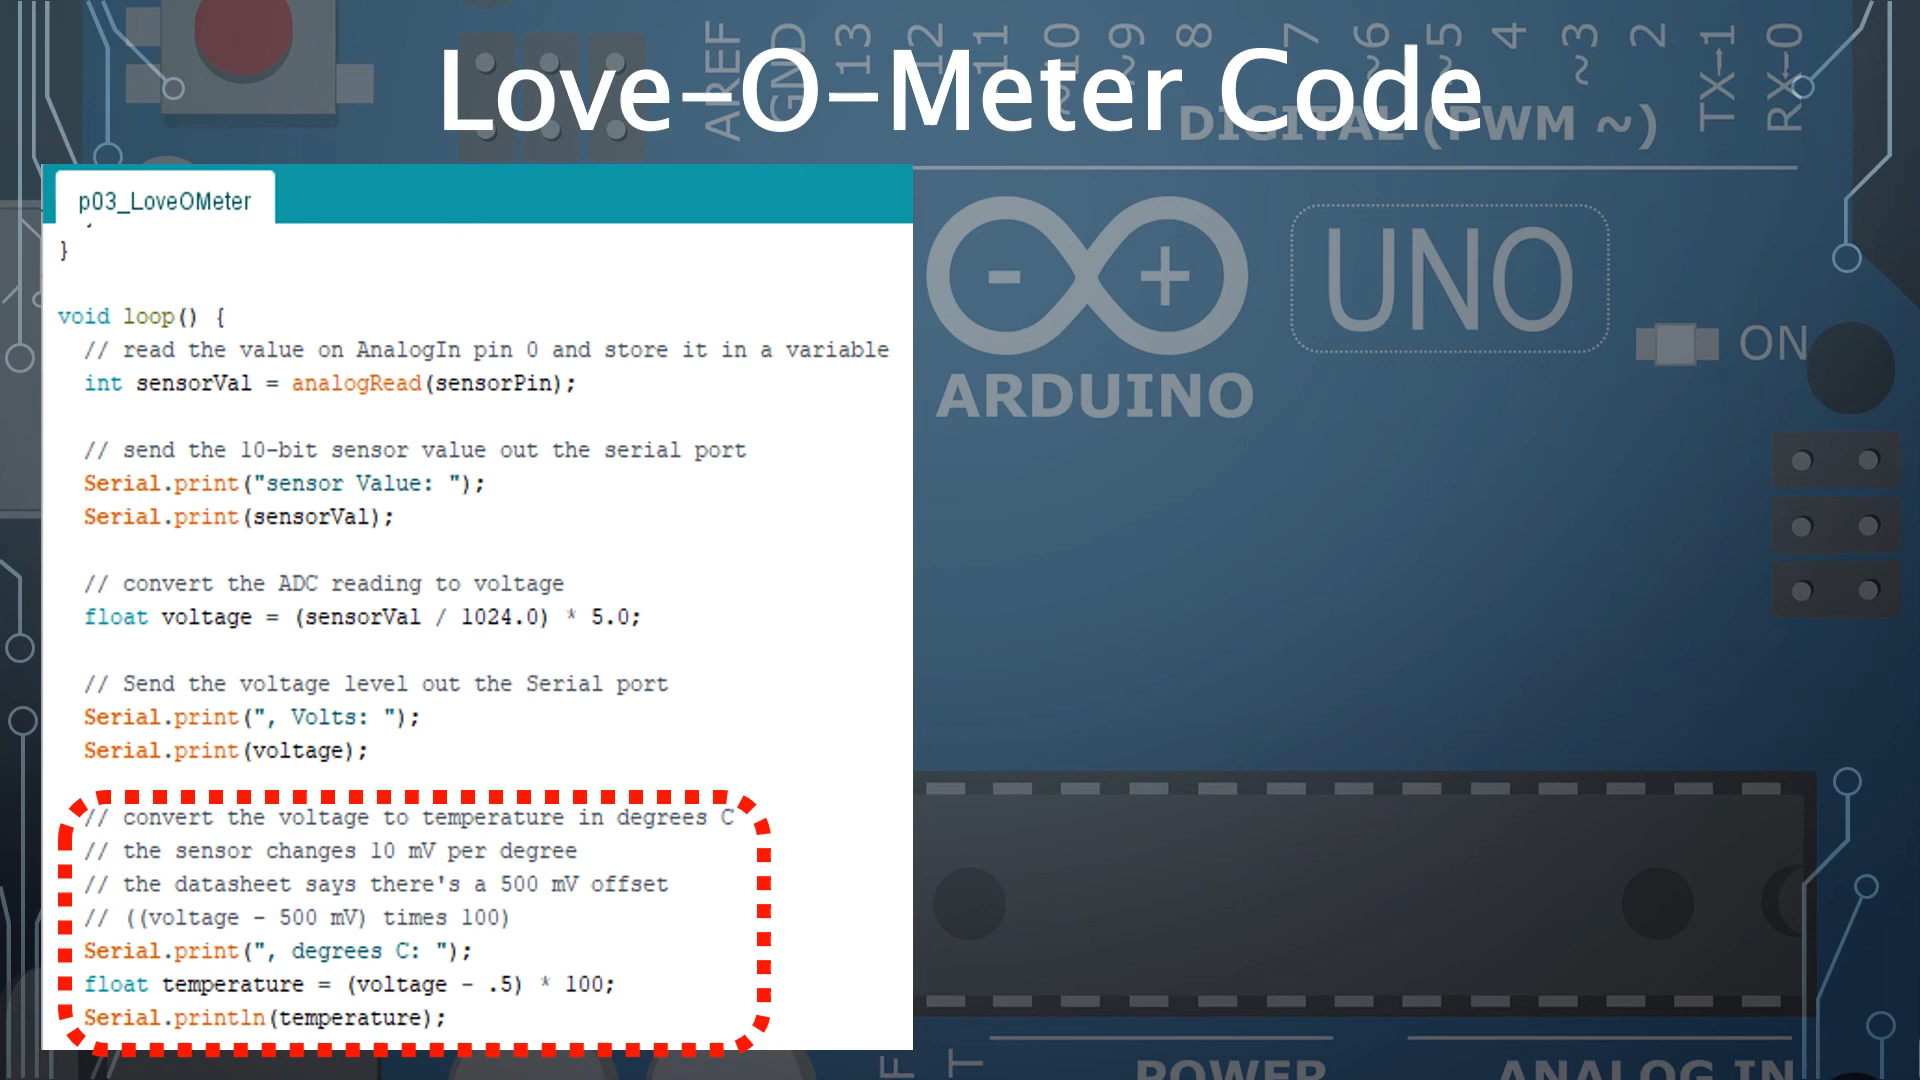 Love-O-Meter Code
AREF
GND
13
12
11
~10
~9
8
7
~6
~5
4
~3
2
TX→1
RX←0
DIGITAL (PWM ~)
p03_LoveOMeter
}
}
void loop() {
// read the value on AnalogIn pin 0 and store it in a variable
int sensorVal = analogRead(sensorPin);
// send the 10-bit sensor value out the serial port
Serial.print("sensor Value: ");
Serial.print(sensorVal);
// convert the ADC reading to voltage
float voltage = (sensorVal / 1024.0) * 5.0;
// Send the voltage level out the Serial port
Serial.print(", Volts: ");
Serial.print(voltage);
// convert the voltage to temperature in degrees C
// the sensor changes 10 mV per degree
// the datasheet says there's a 500 mV offset
// ((voltage - 500 mV) times 100)
Serial.print(", degrees C: ");
float temperature = (voltage - .5) * 100;
Serial.println(temperature);
- +
UNO
ARDUINO
ON
POWER
ANALOG IN